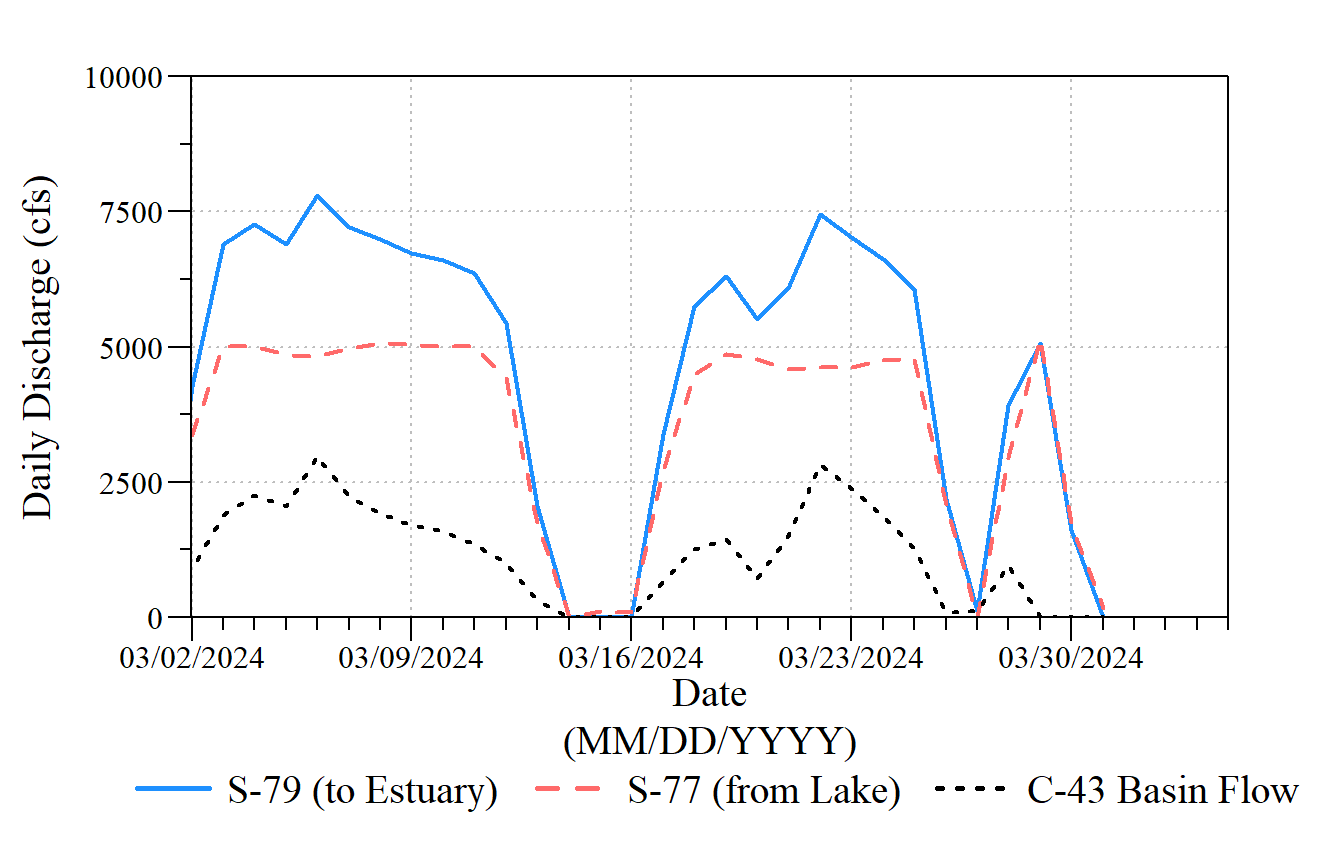 10000
7500
5000
2500
0
Daily Discharge (cfs)
03/02/2024 03/09/2024 03/16/2024 03/23/2024 03/30/2024
Date
(MM/DD/YYYY)
S-79 (to Estuary) S-77 (from Lake) C-43 Basin Flow